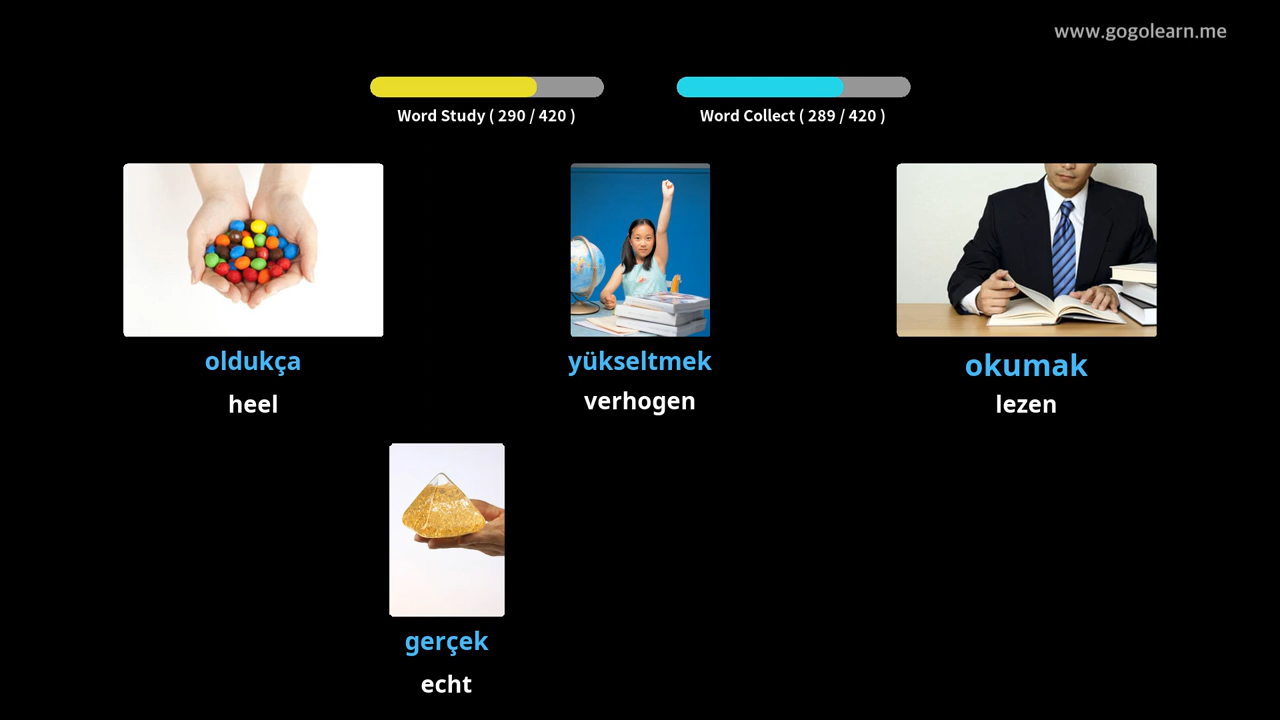 www.gogolearn.me
Word Study ( 290 / 420 )
Word Collect ( 289 / 420 )
oldukça
heel
yükseltmek
verhogen
okumak
lezen
gerçek
echt